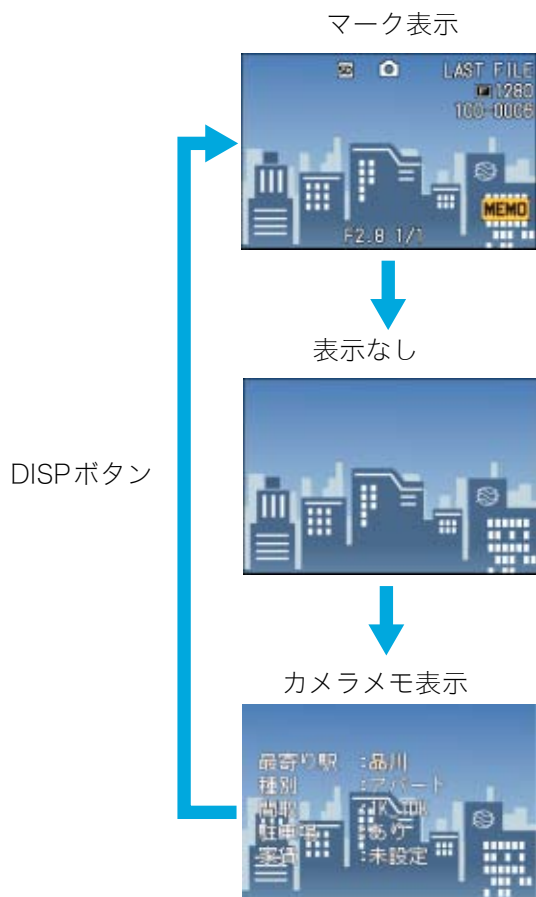 マーク表示
SD LAST FILE
F 1280
100-0006
MEMO
F2.8 1/1
表示なし
DISPボタン
カメラメモ表示
最寄り駅 :品川
種別 :アパート
間取 :1K、1DK
駐車場 :あり
家賃 :未設定